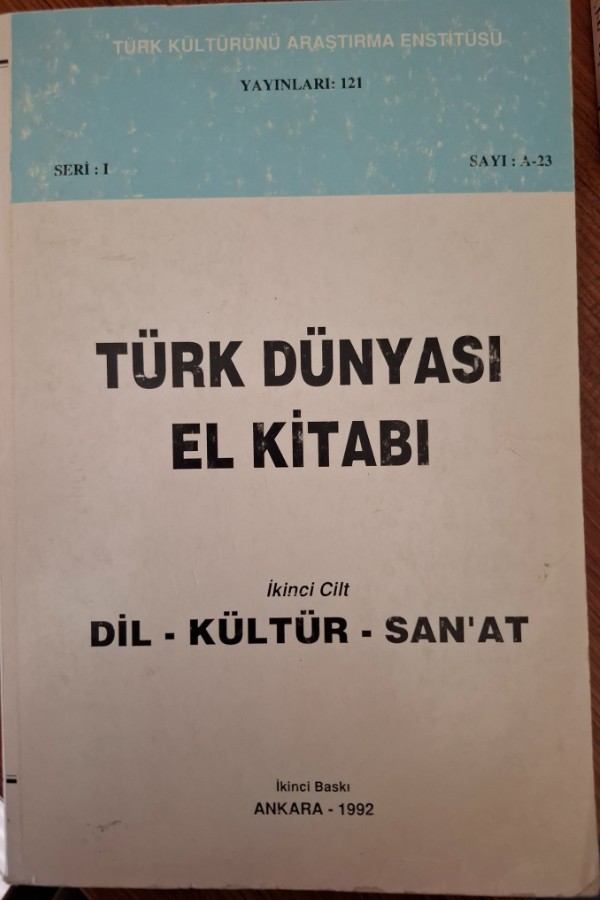 TÜRK KÜLTÜRÜNÜ ARAŞTIRMA ENSTİTÜSÜ
YAYINLARI: 121
SERİ : I
SAYI : A-23
TÜRK DÜNYASI
EL KİTABI
İkinci Cilt
DİL - KÜLTÜR - SAN'AT
İkinci Baskı
ANKARA - 1992